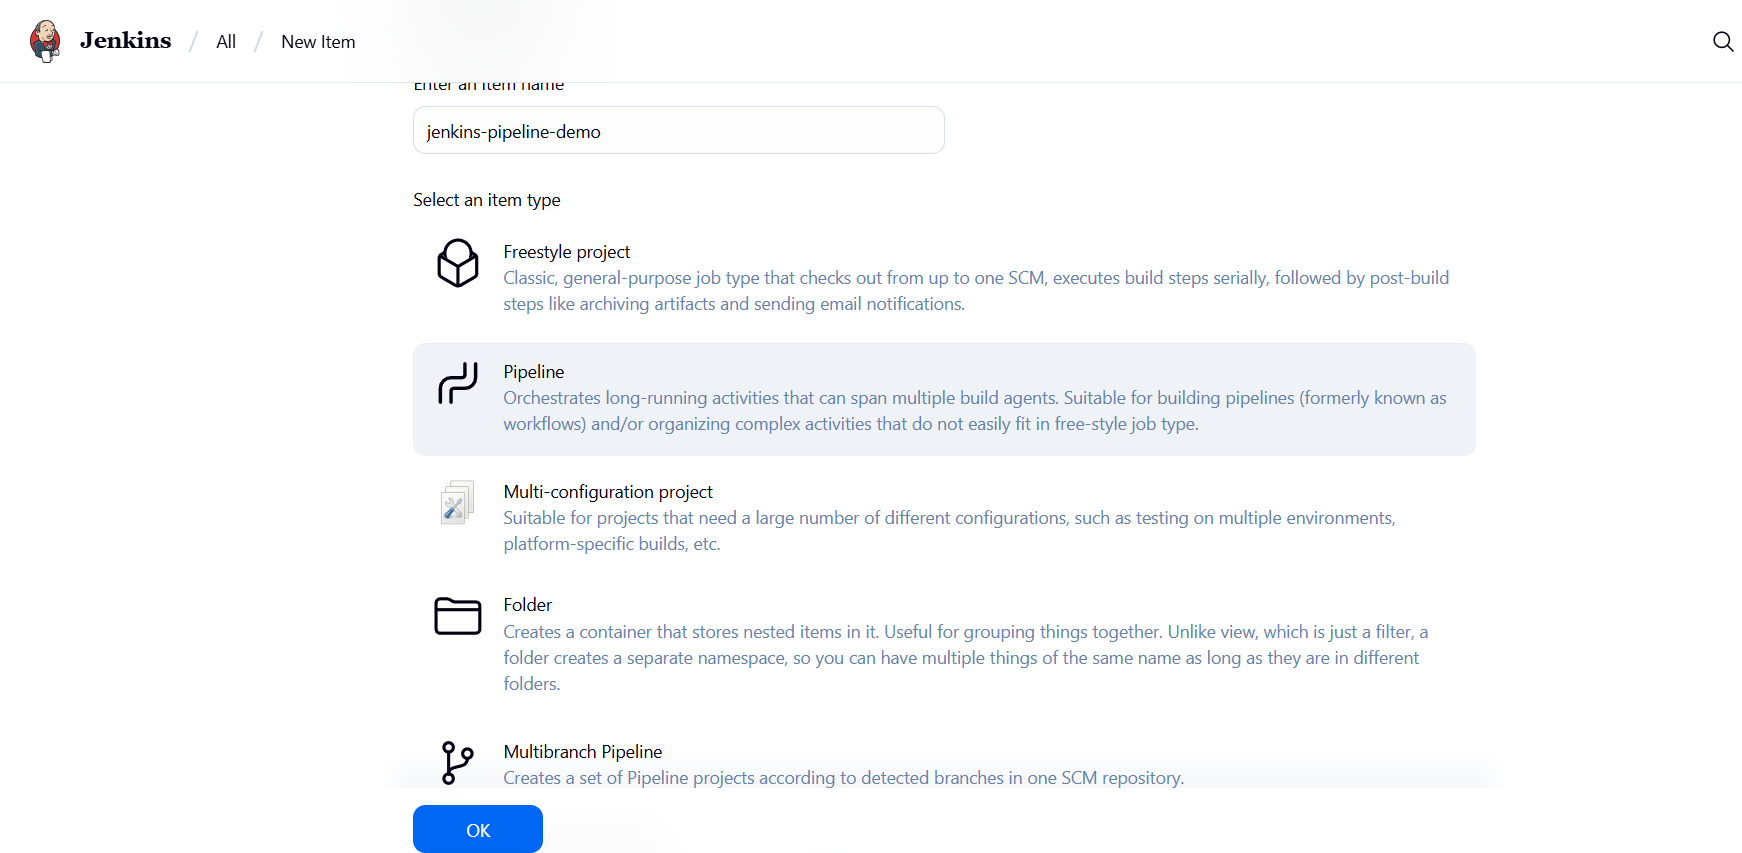 Jenkins / All / New Item
Enter an item name
jenkins-pipeline-demo
Select an item type
Freestyle project
Classic, general-purpose job type that checks out from up to one SCM, executes build steps serially, followed by post-build
steps like archiving artifacts and sending email notifications.
Pipeline
Orchestrates long-running activities that can span multiple build agents. Suitable for building pipelines (formerly known as
workflows) and/or organizing complex activities that do not easily fit in free-style job type.
Multi-configuration project
Suitable for projects that need a large number of different configurations, such as testing on multiple environments,
platform-specific builds, etc.
Folder
Creates a container that stores nested items in it. Useful for grouping things together. Unlike view, which is just a filter, a
folder creates a separate namespace, so you can have multiple things of the same name as long as they are in different
folders.
Multibranch Pipeline
Creates a set of Pipeline projects according to detected branches in one SCM repository.
OK